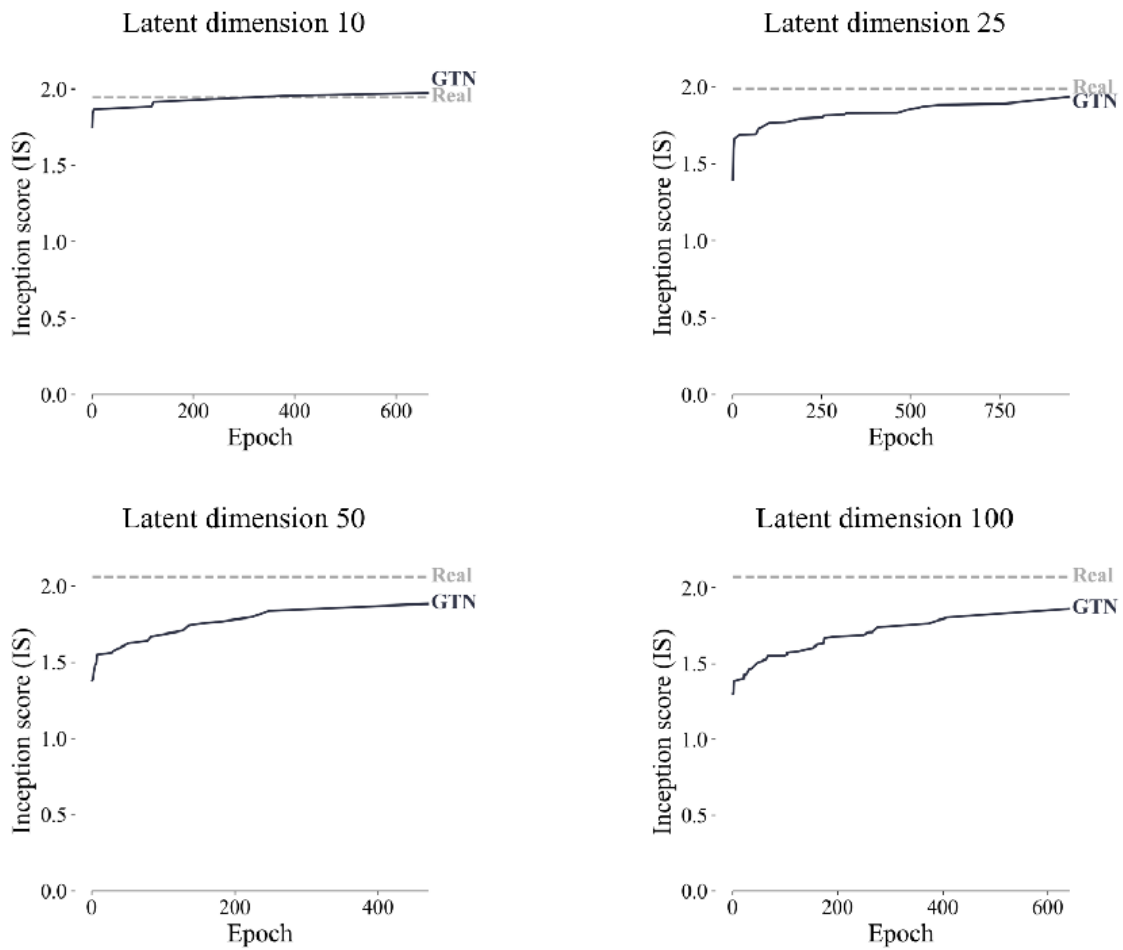 Latent dimension 10
Inception score (IS)
2.0
1.5
1.0
0.5
0.0
GTN
Real
0
200
400
600
Epoch
Latent dimension 25
Inception score (IS)
2.0
1.5
1.0
0.5
0.0
Real
GTN
0
250
500
750
Epoch
Latent dimension 50
Inception score (IS)
2.0
1.5
1.0
0.5
0.0
Real
GTN
0
200
400
Epoch
Latent dimension 100
Inception score (IS)
2.0
1.5
1.0
0.5
0.0
Real
GTN
0
200
400
600
Epoch